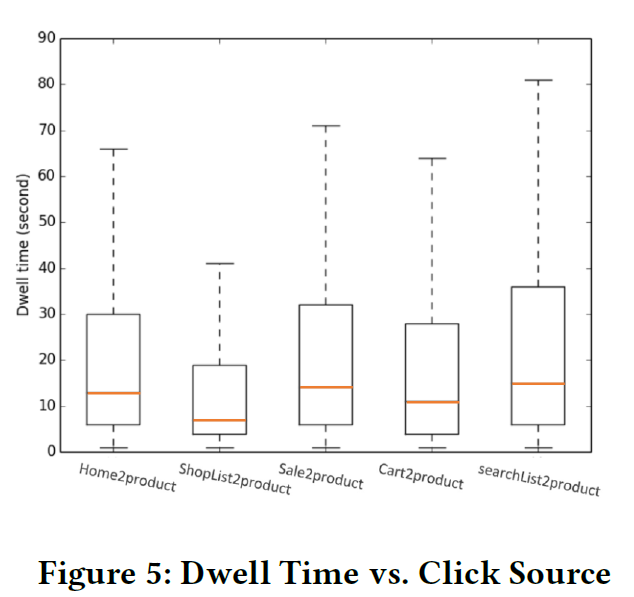 90
80
70
60
50
40
30
20
10
0
Dwell time (second)
Home2product
ShopList2product
Sale2product
Cart2product
searchList2product
Figure 5: Dwell Time vs. Click Source